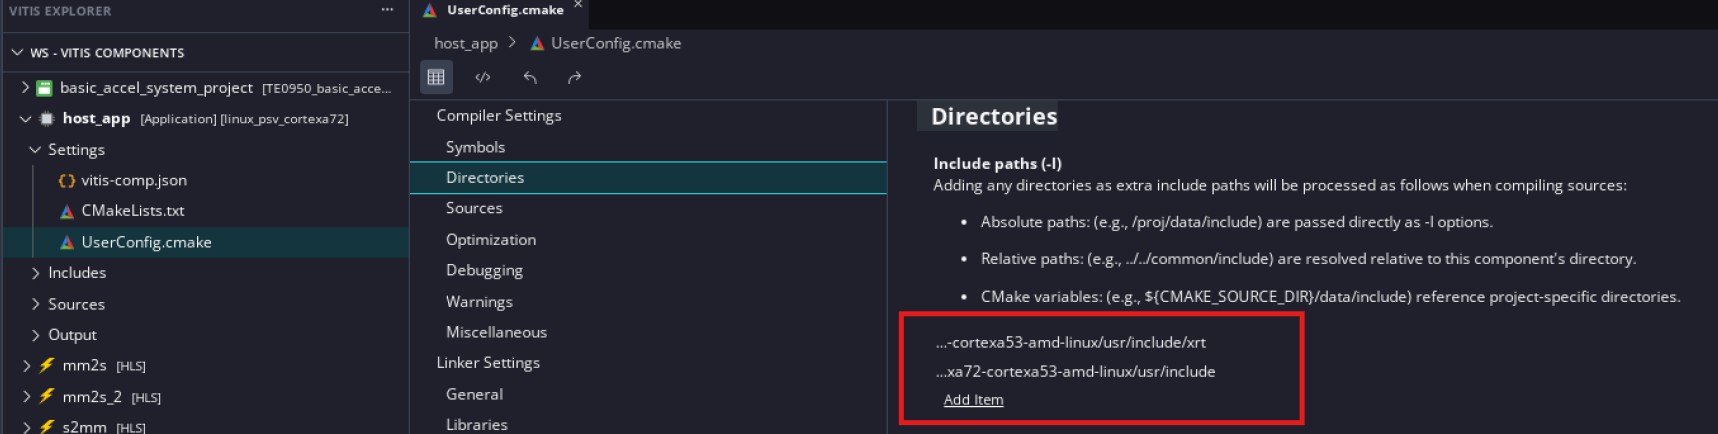 VITIS EXPLORER
...
WS - VITIS COMPONENTS
basic_accel_system_project [TE0950_basic_acce...
host_app [Application] [linux_psv_cortexa72]
Settings
{} vitis-comp.json
CMakeLists.txt
UserConfig.cmake
Includes
Sources
Output
mm2s [HLS]
mm2s_2 [HLS]
s2mm [HLS]
UserConfig.cmake ×
host_app > UserConfig.cmake
</>
Compiler Settings
Symbols
Directories
Sources
Optimization
Debugging
Warnings
Miscellaneous
Linker Settings
General
Libraries
Directories
Include paths (-I)
Adding any directories as extra include paths will be processed as follows when compiling sources:
• Absolute paths: (e.g., /proj/data/include) are passed directly as -I options.
• Relative paths: (e.g., ../../common/include) are resolved relative to this component's directory.
• CMake variables: (e.g., ${CMAKE_SOURCE_DIR}/data/include) reference project-specific directories.
...-cortexa53-amd-linux/usr/include/xrt
...xa72-cortexa53-amd-linux/usr/include
Add Item